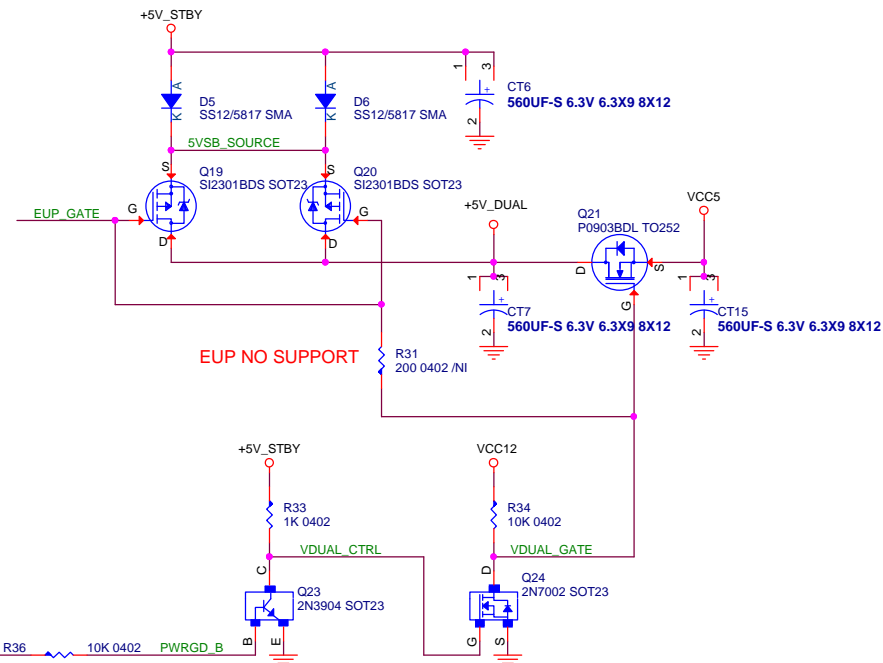 +5V_STBY
A
K
D5
SS12/5817 SMA
A
K
D6
SS12/5817 SMA
1
3
2
CT6
560UF-S 6.3V 6.3X9 8X12
5VSB_SOURCE
S
Q19
SI2301BDS SOT23
G
D
S
Q20
SI2301BDS SOT23
G
D
EUP_GATE
+5V_DUAL
Q21
P0903BDL TO252
D
S
G
VCC5
1
3
2
CT7
560UF-S 6.3V 6.3X9 8X12
1
3
2
CT15
560UF-S 6.3V 6.3X9 8X12
EUP NO SUPPORT
R31
200 0402 /NI
+5V_STBY
R33
1K 0402
VDUAL_CTRL
VCC12
R34
10K 0402
VDUAL_GATE
C
Q23
2N3904 SOT23
B
E
D
Q24
2N7002 SOT23
G
S
R36
10K 0402
PWRGD_B